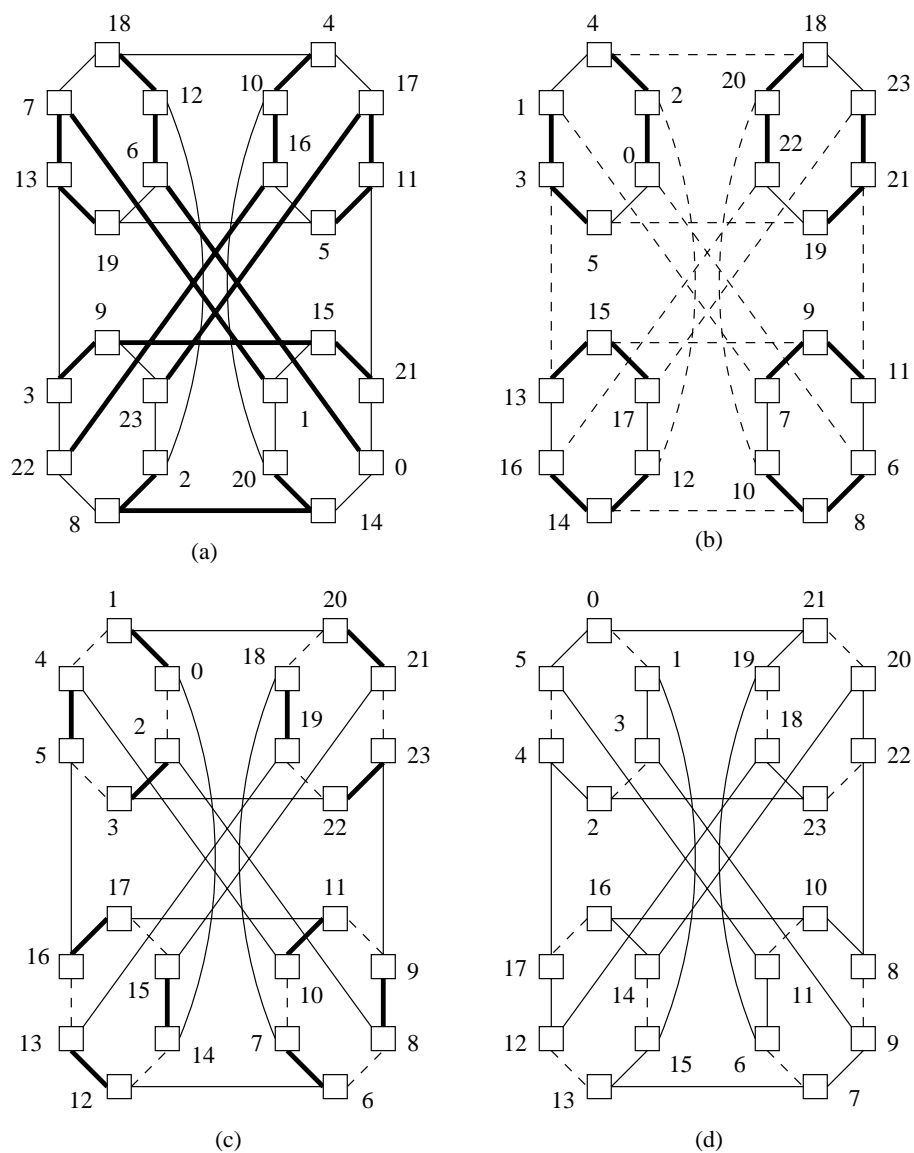 18 4
7 12 10 17
13 6 16 11
19 5
9 15
3 23 1 21
22 2 20 0
8 14
(a)
4 18
1 2 20 23
3 0 22 21
5 19
15 9
13 17 7 11
16 12 10 6
14 8
(b)
1 20
4 0 18 21
5 2 19 23
3 22
17 11
16 15 10 9
13 14 7 8
12 6
(c)
0 21
5 1 19 20
4 3 18 22
2 23
16 10
17 14 11 8
12 15 6 9
13 7
(d)